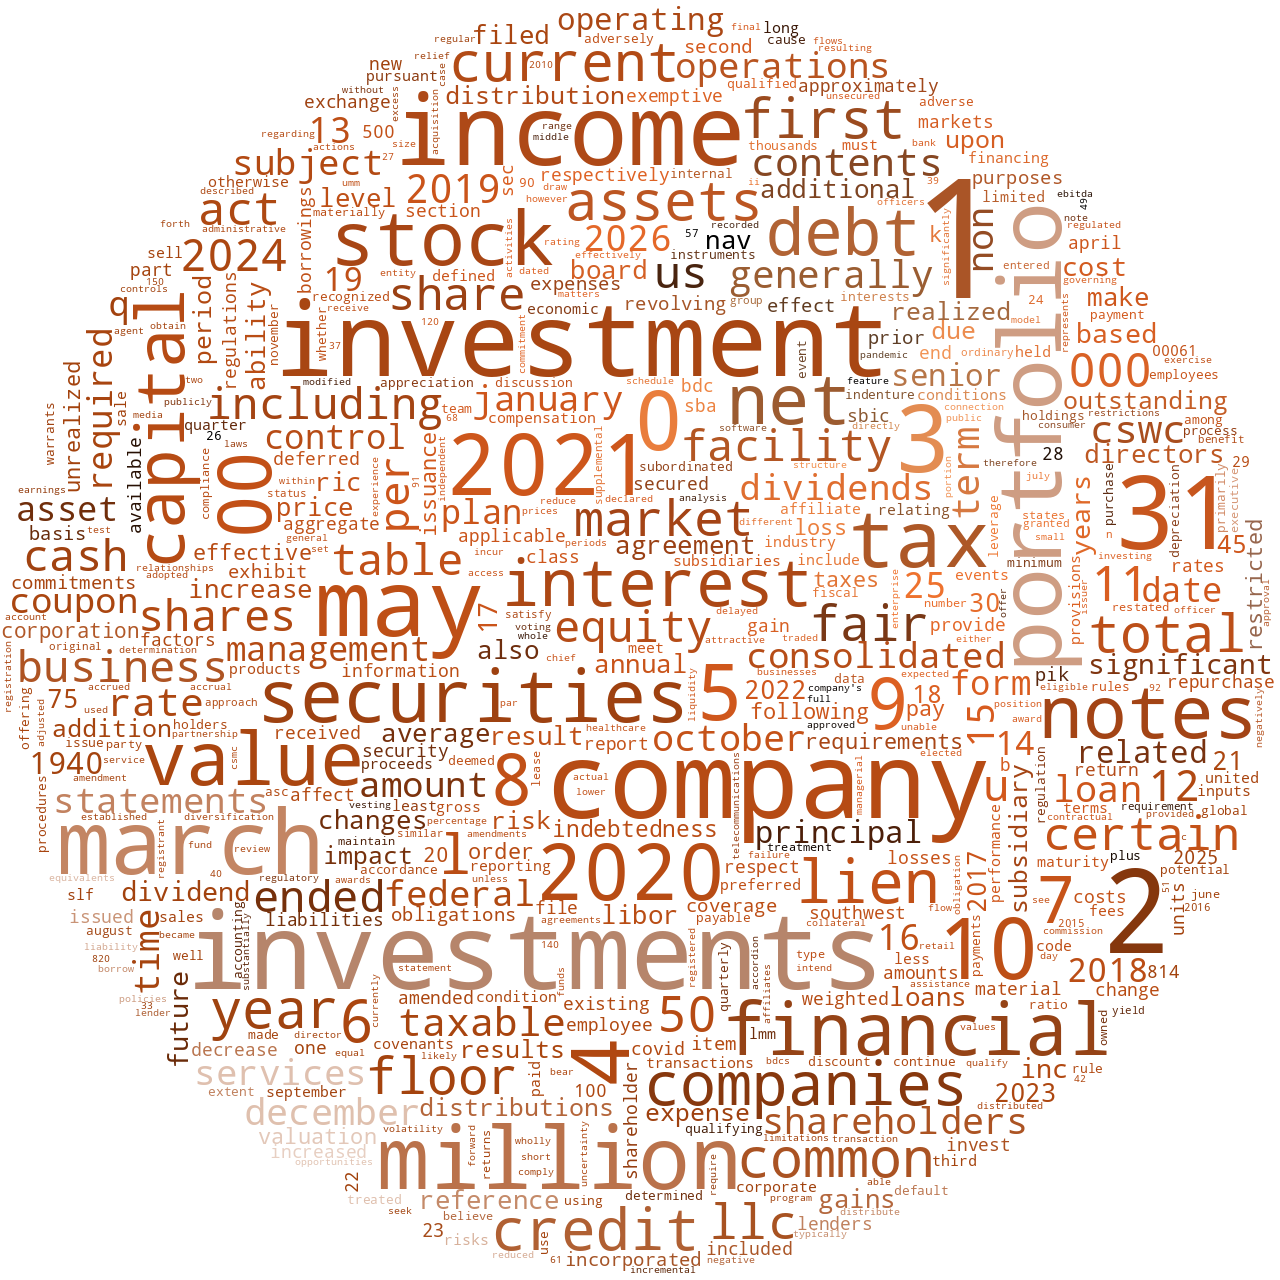 operating
final
long
regular
filed
adversely
cause
flows
resulting
second
new
relief
case
2010
current
operations
pursuant
without
qualified
approximately
unsecured
exchange
excess
distribution
exemptive
adverse
13
500
acquisition
income
range
middle
first
markets
regarding
actions
size
thousands
must
bank
upon
subject
27
contents
financing
otherwise
umm
2019
sec
respectively
internal
ii
39
purposes
described
level
90
assets
additional
officers
limited
ebitda
49
act
borrowings
materially
section
draw
however
1
non
portfolio
note
forth
administrative
stock
activities
rating
2026
57
nav
recorded
debt
k
significantly
regulated
sell
2024
entity
effectively
instruments
entered
april
part
150
19
defined
board
us
generally
governing
cost
controls
period
regulations
recognized
receive
share
dated
matters
expenses
economic
revolving
group
effect
interests
24
make
q
agent
obtain
capital
ability
november
whether
120
investment
commitment
realized
model
represents
payment
37
prior
due
based
unrealized
required
two
publicly
pandemic
end
ordinary
held
00061
exercise
modified
appreciation
discussion
schedule
bdc
event
feature
senior
000
employees
sale
media
including
team
january
sba
indenture
sbic
conditions
outstanding
warrants
quarter
68
compensation
0
net
software
directly
connection
public
holdings
restrictions
26
laws
control
2021
supplemental
3
consumer
cswc
among
process
available
00
deferred
issuance
independent
subordinated
facility
structure
portion
term
therefore
28
directors
benefit
earnings
compliance
within
status
ric
experience
91
per
reduce
declared
secured
analysis
july
purchase
29
asset
general
price
plan
prices
market
dividends
leverage
states
granted
years
31
primarily
executive
restricted
basis
test
set
aggregate
applicable
different
affiliate
relating
small
n
depreciation
45
cash
relationships
adopted
effective
incur
periods
agreement
loss
industry
tax
minimum
investing
exhibit
table
class
subsidiaries
include
issuer
rates
commitments
increase
access
interest
taxes
enterprise
25
events
provisions
11
date
approval
coupon
account
shares
may
17
satisfy
delayed
fiscal
number
30
offer
restated
officer
corporation
factors
voting
whole
equity
gain
traded
fair
provide
total
original
determination
management
also
meet
attractive
either
business
products
information
chief
annual
consolidated
significant
registration
accrued
accrual
securities
liquidity
businesses
data
expected
pik
eligible
rules
92
repurchase
offering
75
used
rate
approach
par
5
2022
company's
full
9
18
form
position
notes
negatively
adjusted
addition
holders
partnership
received
average
result
healthcare
following
approved
pay
unable
15
award
issue
party
value
csmc
security
report
october
requirements
elected
14
related
1940
service
proceeds
deemed
8
lease
actual
lower
company
managerial
b
return
21
procedures
amendment
asc
affect
amount
u
subsidiary
regulation
loan
12
united
inputs
statements
vesting
least
gross
telecommunications
performance
terms
contractual
requirement
provided
global
established
diversification
changes
percentage
risk
indebtedness
principal
certain
c
march
registrant
fund
review
maintain
similar
amendments
treatment
losses
maturity
plus
2025
equivalents
impact
accordance
20
l
order
reporting
2020
respect
failure
lien
obligation
potential
regulatory
40
awards
unless
preferred
2017
see
7
costs
51
june
slf
dividend
ended
federal
file
coverage
flow
2015
fees
2
2016
issued
sales
accounting
liabilities
obligations
agreements
libor
payable
collateral
southwest
commission
units
august
became
time
substantially
investments
140
registered
accordion
16
retail
10
code
liability
820
well
statement
funds
quarterly
type
less
payments
day
2018
814
borrow
future
intend
amounts
assistance
material
change
policies
33
year
6
currently
amended
condition
existing
affiliates
weighted
loans
ratio
lender
made
director
taxable
employee
50
item
lmm
financial
values
owned
yield
decrease
one
equal
covenants
likely
results
4
covid
transactions
bdcs
discount
continue
qualify
inc
rule
services
extent
september
floor
bear
paid
100
companies
2023
42
december
distributions
expense
distributed
valuation
volatility
shareholder
qualifying
shareholders
increased
million
forward
returns
wholly
short
uncertainty
limitations
transaction
invest
opportunities
comply
require
common
third
22
treated
determined
corporate
program
able
default
reference
using
gains
seek
23
believe
credit
llc
distribute
lenders
risks
use
included
typically
reduced
61
incorporated
negative
incremental